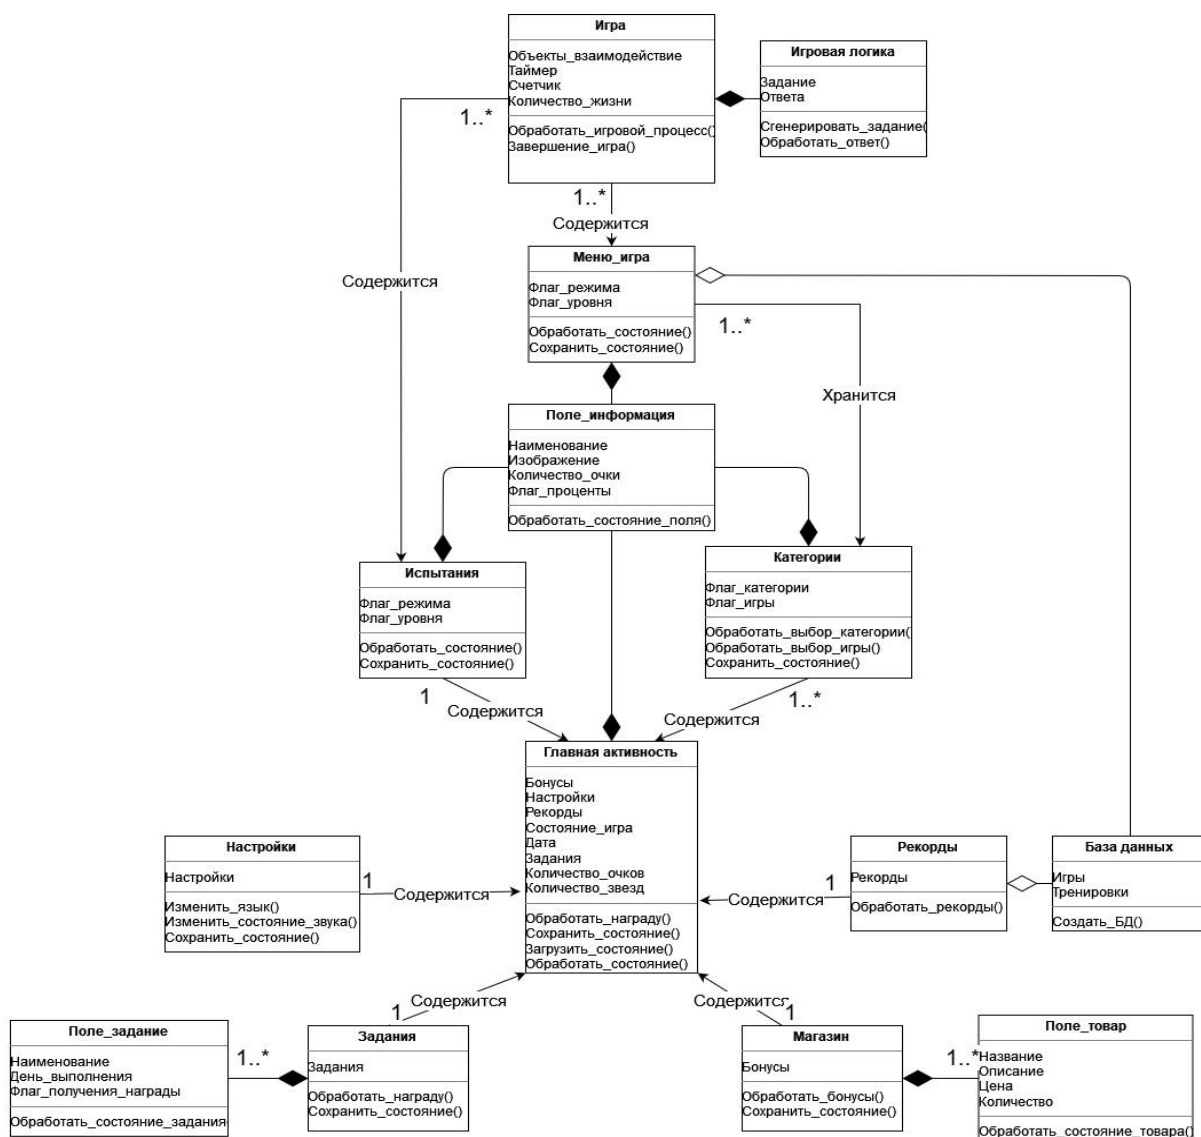 Игра
Объекты_взаимодействие
Таймер
Счетчик
Количество_жизни
Обработать_игровой_процесс()
Завершение_игра()
Игровая логика
Задание
Ответа
Сгенерировать_задание(
Обработать_ответ()
1..*
1..*
Содержится
Содержится
Меню_игра
Флаг_режима
Флаг_уровня
Обработать_состояние()
Сохранить_состояние()
1..*
Хранится
Поле_информация
Наименование
Изображение
Количество_очки
Флаг_проценты
Обработать_состояние_поля()
Испытания
Флаг_режима
Флаг_уровня
Обработать_состояние()
Сохранить_состояние()
Категории
Флаг_категории
Флаг_игры
Обработать_выбор_категории(
Обработать_выбор_игры()
Сохранить_состояние()
1
Содержится
1..*
Содержится
Главная активность
Бонусы
Настройки
Рекорды
Состояние_игра
Дата
Задания
Количество_очков
Количество_звезд
Обработать_награду()
Сохранить_состояние()
Загрузить_состояние()
Обработать_состояние()
Настройки
Настройки
Изменить_язык()
Изменить_состояние_звука()
Сохранить_состояние()
1
Содержится
Рекорды
Рекорды
Обработать_рекорды()
1
Содержится
База данных
Игры
Тренировки
Создать_БД()
Содержится
1
Содержится
1
Поле_задание
Наименование
День_выполнения
Флаг_получения_награды
Обработать_состояние_задания
1..*
Задания
Задания
Обработать_награду()
Сохранить_состояние()
Магазин
Бонусы
Обработать_бонусы()
Сохранить_состояние()
1..*
Поле_товар
Название
Описание
Цена
Количество
Обработать_состояние_товара()